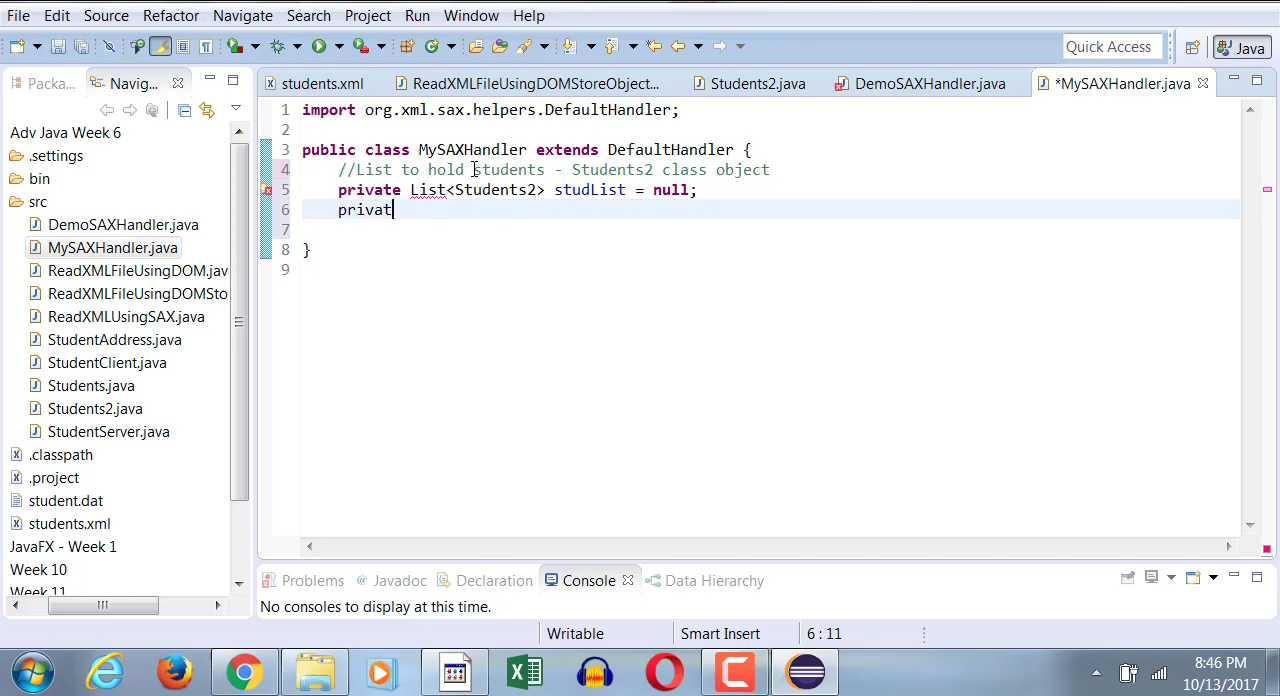 File Edit Source Refactor Navigate Search Project Run Window Help
Quick Access Java
Packa... Navig... students.xml ReadXMLFileUsingDOMStoreObject... Students2.java DemoSAXHandler.java *MySAXHandler.java
Adv Java Week 6
.settings
bin
src
DemoSAXHandler.java
MySAXHandler.java
ReadXMLFileUsingDOM.jav
ReadXMLFileUsingDOMSto
ReadXMLUsingSAX.java
StudentAddress.java
StudentClient.java
Students.java
Students2.java
StudentServer.java
.classpath
.project
student.dat
students.xml
JavaFX - Week 1
Week 10
Week 11
1 import org.xml.sax.helpers.DefaultHandler;
2
3 public class MySAXHandler extends DefaultHandler {
4 //List to hold students - Students2 class object
5 private List<Students2> studList = null;
6 privat
7
8 }
9
Problems @ Javadoc Declaration Console Data Hierarchy
No consoles to display at this time.
Writable Smart Insert 6 : 11
8:46 PM
10/13/2017